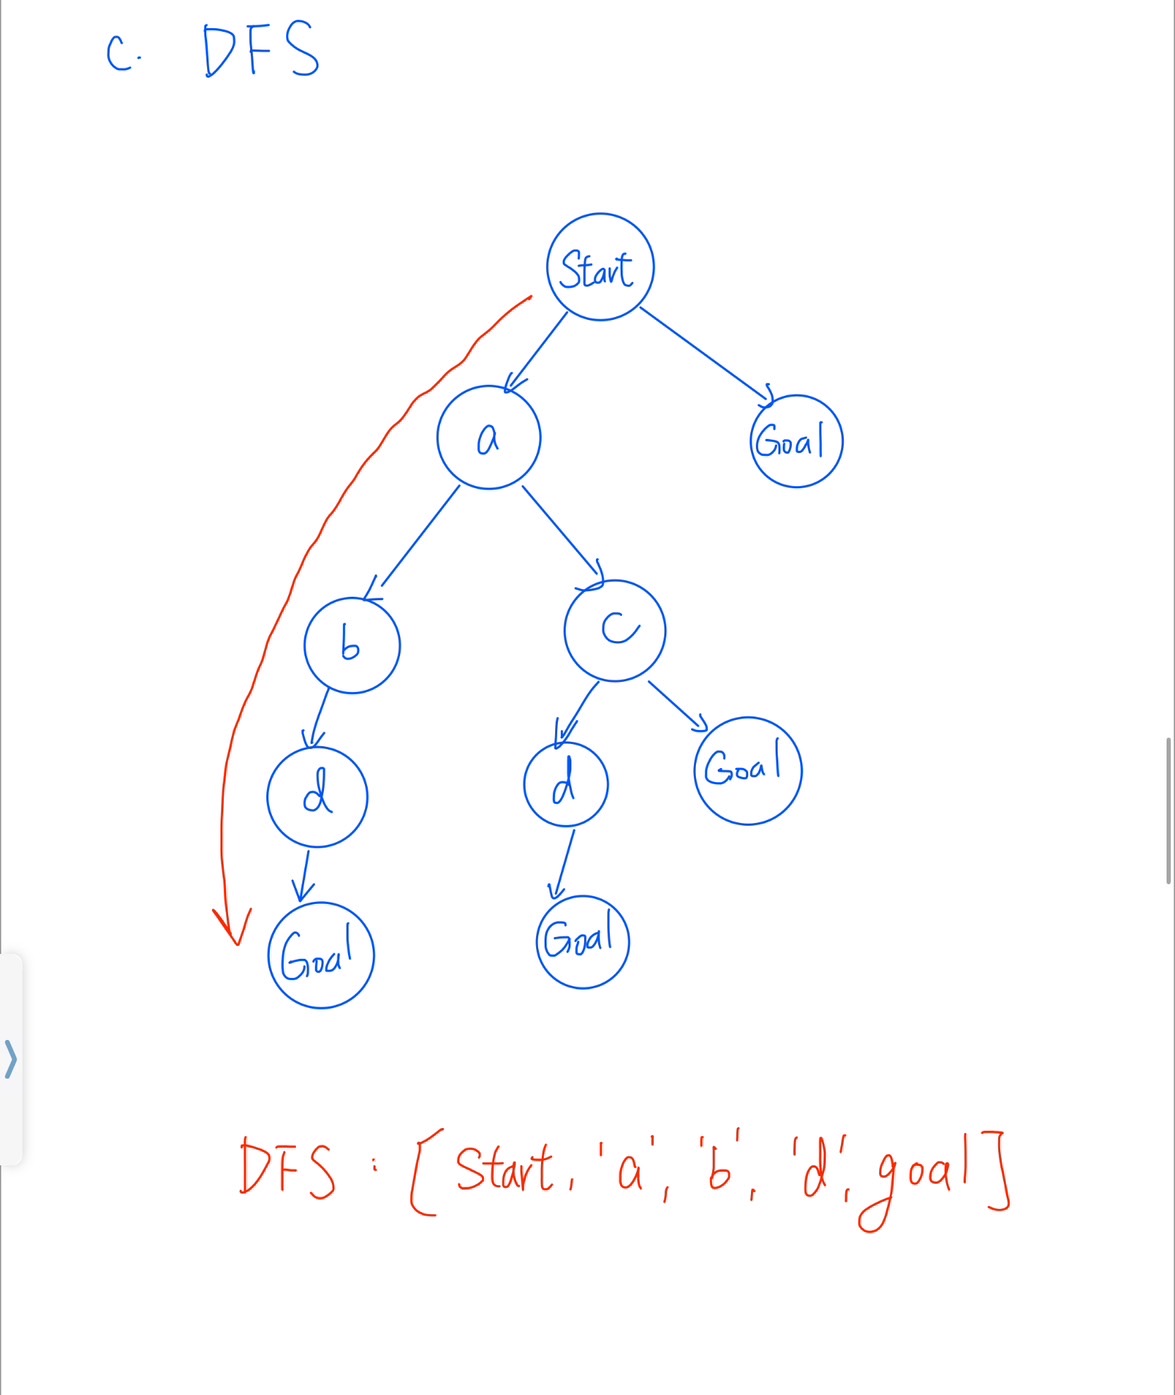 c. DFS
Start
a
Goal
b
c
d
d
Goal
Goal
Goal
DFS : [ Start, 'a', 'b', 'd', goal ]